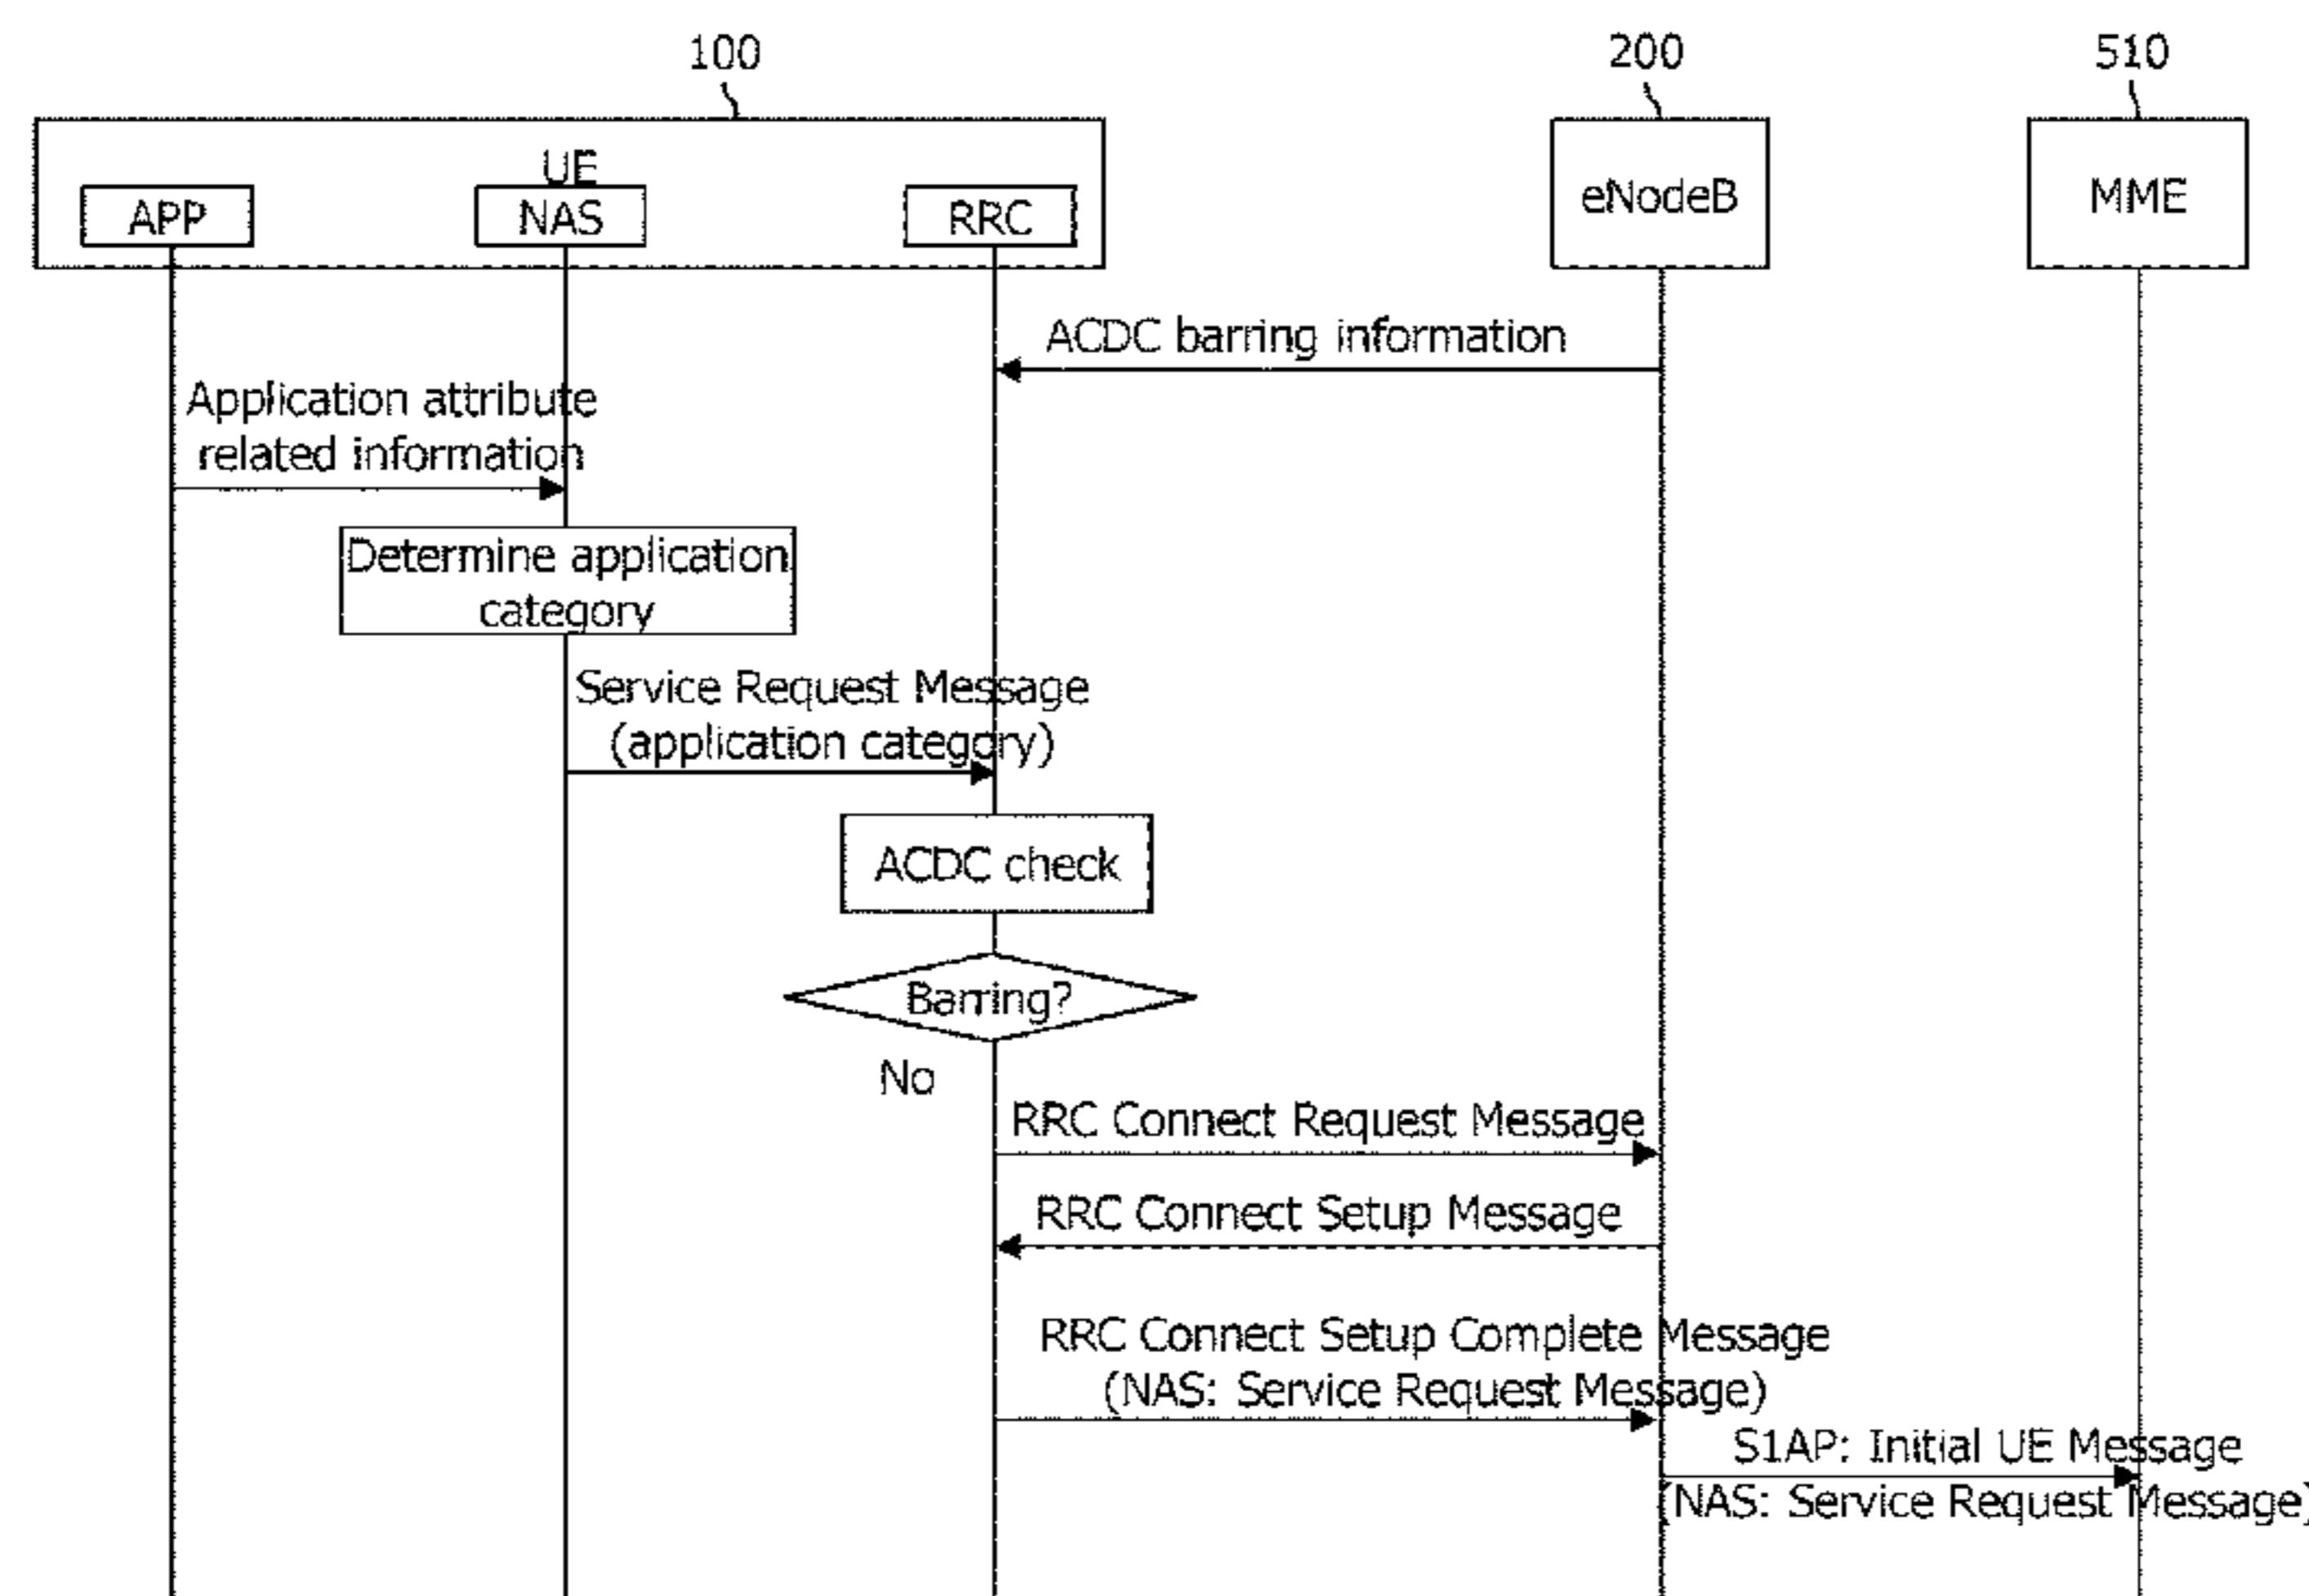 100
200
510
UE
APP
NAS
RRC
eNodeB
MME
ACDC barring information
Application attribute
related information
Determine application
category
Service Request Message
(application category)
ACDC check
Barring?
No
RRC Connect Request Message
RRC Connect Setup Message
RRC Connect Setup Complete Message
(NAS: Service Request Message)
S1AP: Initial UE Message
(NAS: Service Request Message)